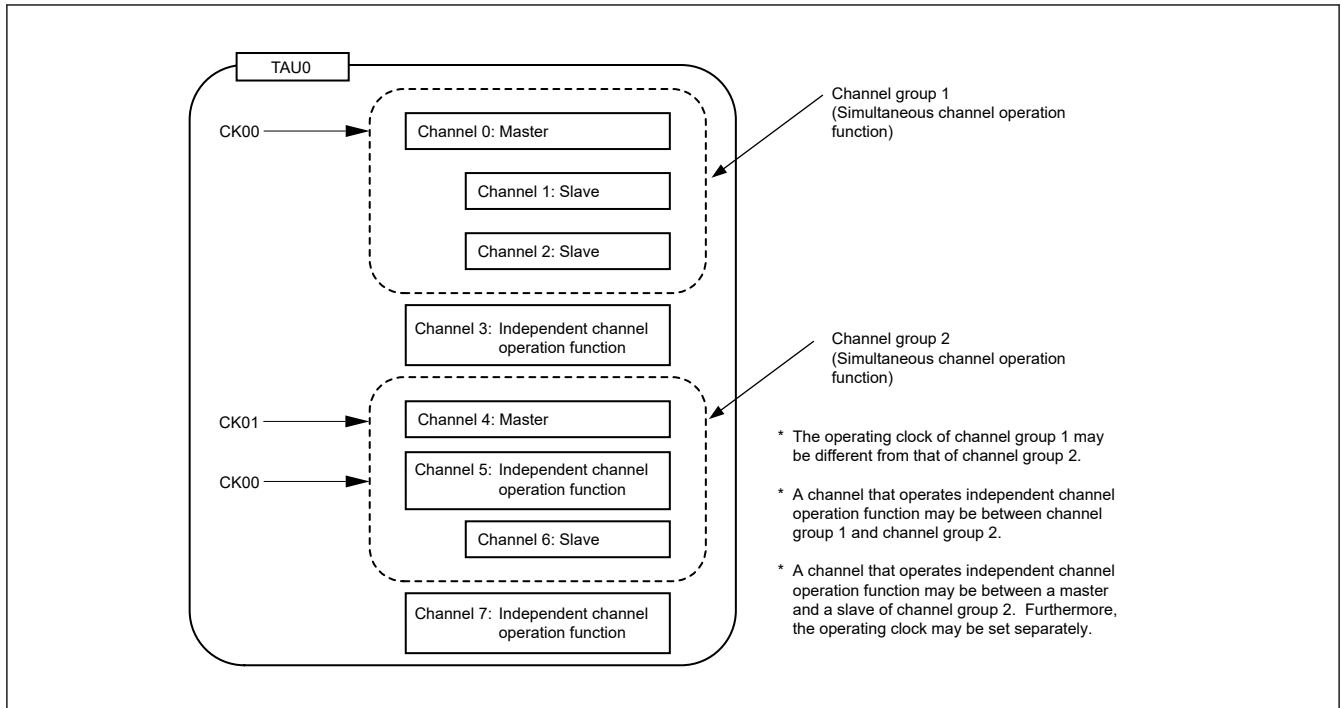 TAU0
CK00
Channel 0: Master
Channel 1: Slave
Channel 2: Slave
Channel group 1
(Simultaneous channel operation
function)
Channel 3: Independent channel
operation function
Channel group 2
(Simultaneous channel operation
function)
CK01
Channel 4: Master
CK00
Channel 5: Independent channel
operation function
Channel 6: Slave
Channel 7: Independent channel
operation function
* The operating clock of channel group 1 may
be different from that of channel group 2.
* A channel that operates independent channel
operation function may be between channel
group 1 and channel group 2.
* A channel that operates independent channel
operation function may be between a master
and a slave of channel group 2. Furthermore,
the operating clock may be set separately.